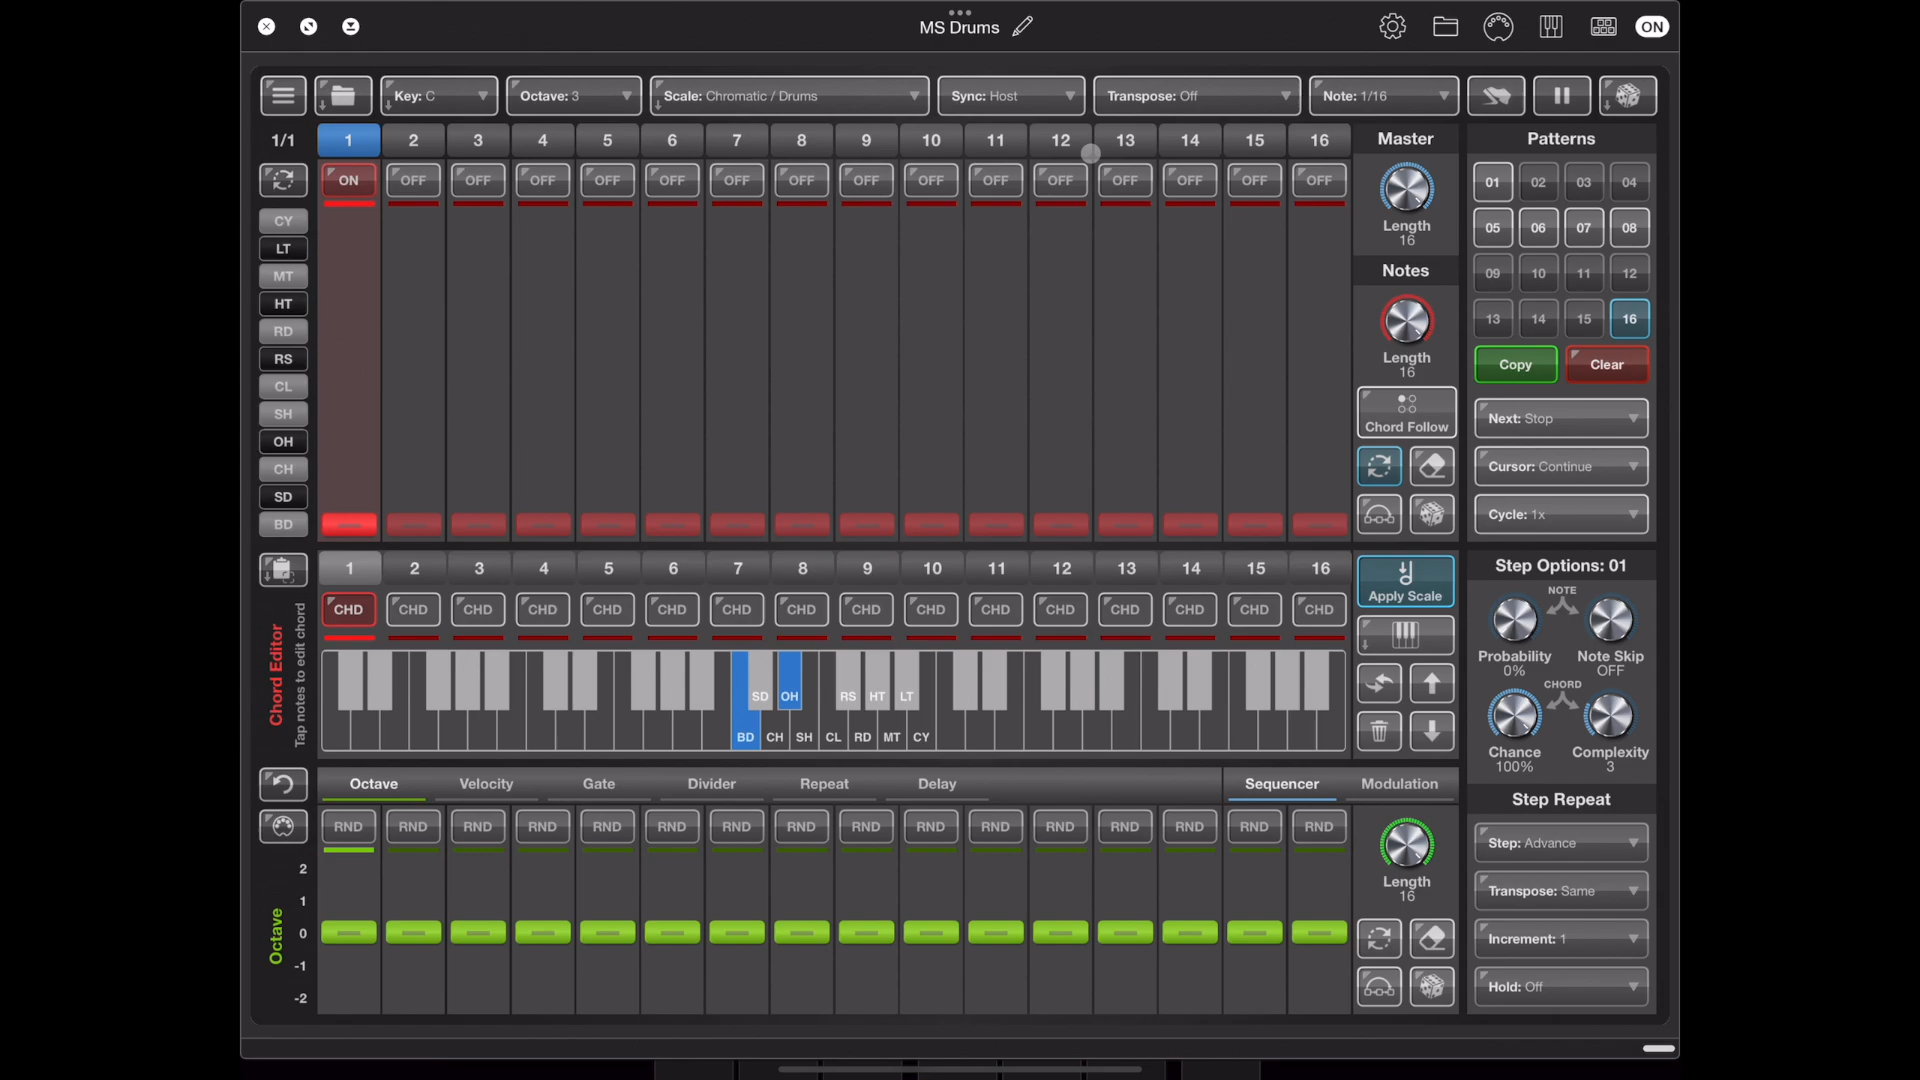 MS Drums
ON
Key: C
Octave: 3
Scale: Chromatic / Drums
Sync: Host
Transpose: Off
Note: 1/16
1/1
1 2 3 4 5 6 7 8 9 10 11 12 13 14 15 16
ON OFF OFF OFF OFF OFF OFF OFF OFF OFF OFF OFF OFF OFF OFF OFF
CY
LT
MT
HT
RD
RS
CL
SH
OH
CH
SD
BD
Master
Length
16
Notes
Length
16
Chord Follow
Patterns
01 02 03 04
05 06 07 08
09 10 11 12
13 14 15 16
Copy Clear
Next: Stop
Cursor: Continue
Cycle: 1x
Chord Editor
Tap notes to edit chord
1 2 3 4 5 6 7 8 9 10 11 12 13 14 15 16
CHD CHD CHD CHD CHD CHD CHD CHD CHD CHD CHD CHD CHD CHD CHD CHD
SD OH RS HT LT
BD CH SH CL RD MT CY
Apply Scale
Step Options: 01
NOTE
Probability Note Skip
0% OFF
CHORD
Chance Complexity
100% 3
Octave Velocity Gate Divider Repeat Delay Sequencer Modulation
RND RND RND RND RND RND RND RND RND RND RND RND RND RND RND RND
Octave
2
1
0
-1
-2
Length
16
Step Repeat
Step: Advance
Transpose: Same
Increment: 1
Hold: Off